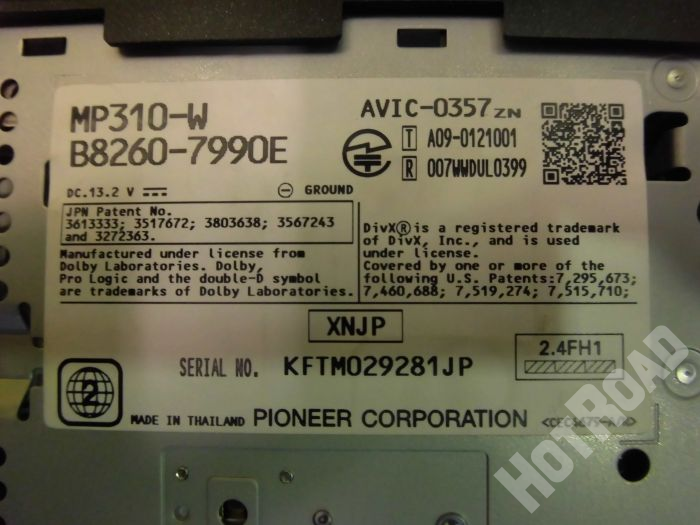 MP310-W
B8260-7990E
AVIC-0357ZN
T A09-0121001
R 007WWDUL0399
DC.13.2 V
GROUND
JPN Patent No.
3613333; 3517672; 3803638; 3567243
and 3272363.
Manufactured under license from
Dolby Laboratories. Dolby,
Pro Logic and the double-D symbol
are trademarks of Dolby Laboratories.
DivX® is a registered trademark
of DivX, Inc., and is used
under license.
Covered by one or more of the
following U.S. Patents:7,295,673;
7,460,688; 7,519,274; 7,515,710;
XNJP
SERIAL NO. KFTM029281JP
2.4FH1
2
MADE IN THAILAND PIONEER CORPORATION
HOTROAD